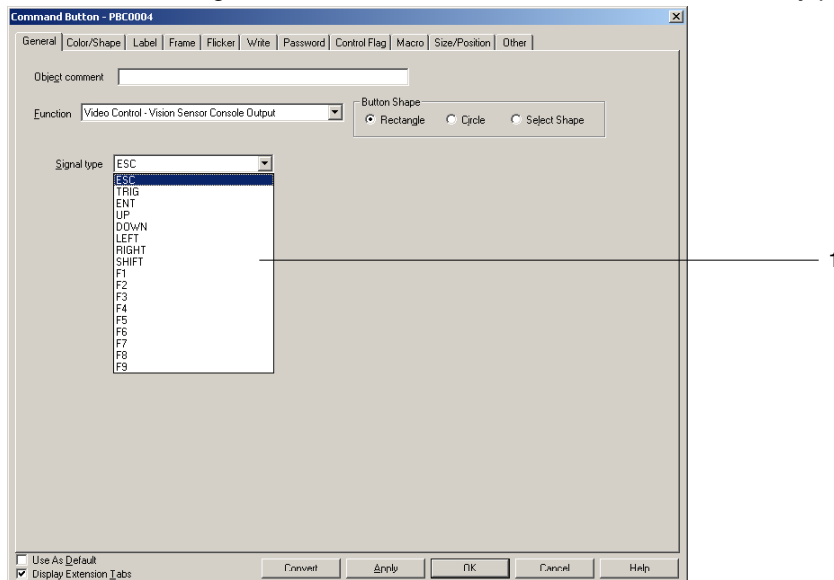 Command Button - PBC0004
General Color/Shape Label Frame Flicker Write Password Control Flag Macro Size/Position Other
Object comment
Function Video Control - Vision Sensor Console Output
Button Shape
Rectangle Circle Select Shape
Signal type ESC
ESC
TRIG
ENT
UP
DOWN
LEFT
RIGHT
SHIFT
1
F1
F2
F3
F4
F5
F6
F7
F8
F9
Use As Default
Display Extension Tabs
Convert Apply OK Cancel Help